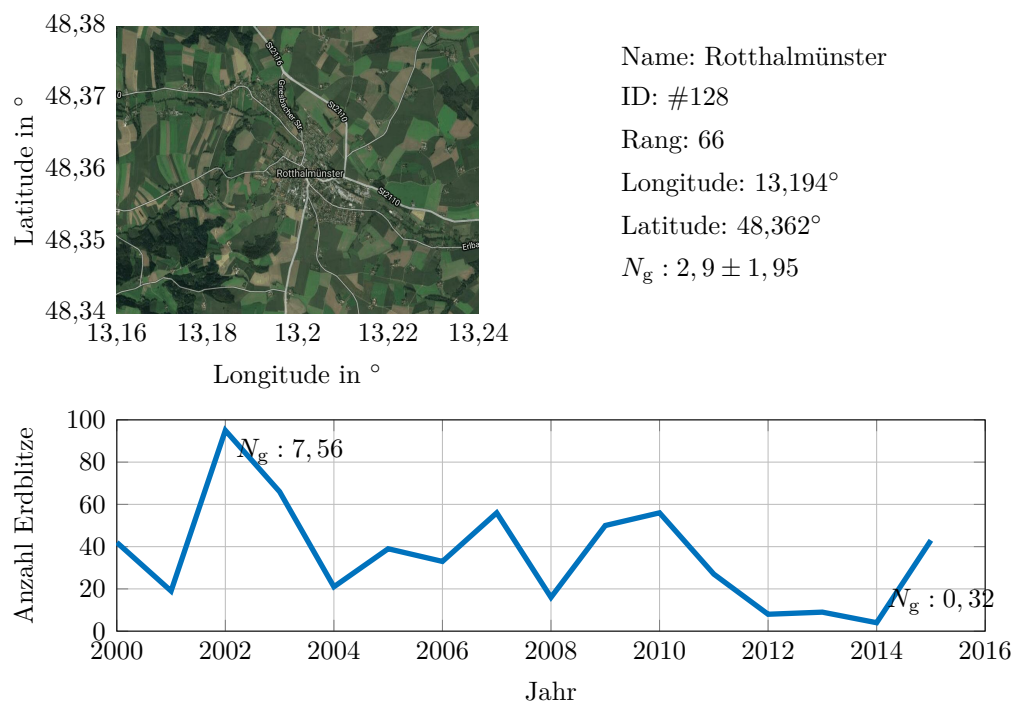 48,38
48,37
48,36
48,35
48,34
Latitude in °
13,16 13,18 13,2 13,22 13,24
Longitude in °
St2116
Griesbacher Str.
St2110
Rotthalmünster
St2110
Erlba
0
Name: Rotthalmünster
ID: #128
Rang: 66
Longitude: 13,194°
Latitude: 48,362°
N_g : 2, 9 ± 1, 95
100
80
60
40
20
0
Anzahl Erdblitze
N_g : 7, 56
N_g : 0, 32
2000 2002 2004 2006 2008 2010 2012 2014 2016
Jahr